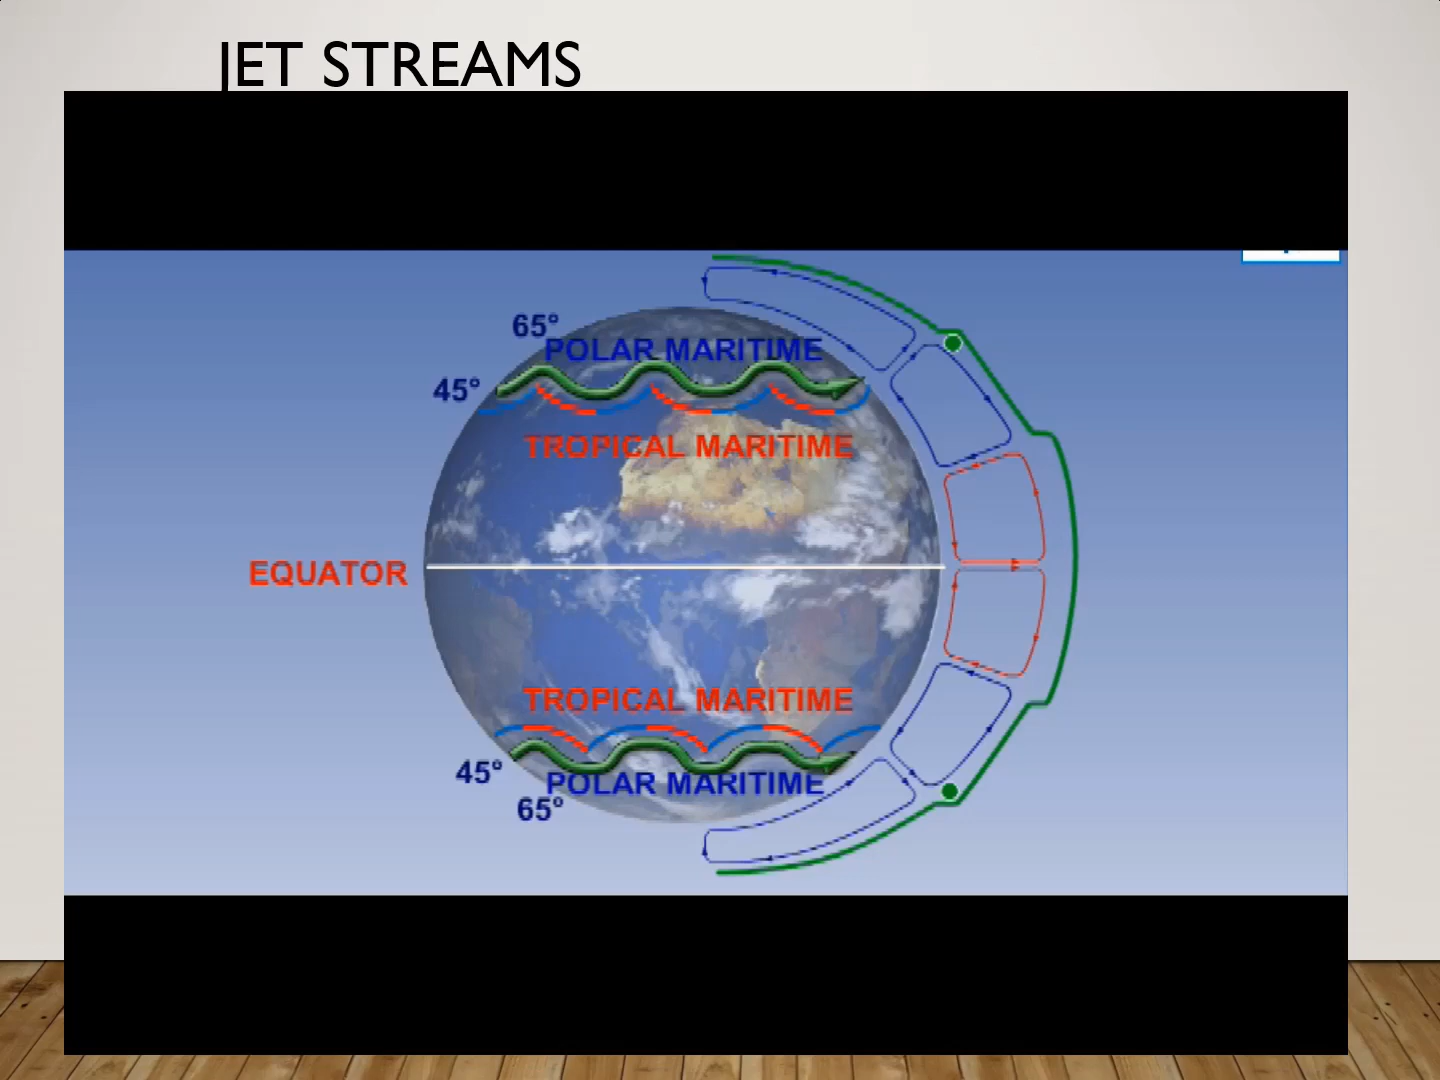 JET STREAMS
65°
POLAR MARITIME
45°
TROPICAL MARITIME
EQUATOR
TROPICAL MARITIME
45°
POLAR MARITIME
65°